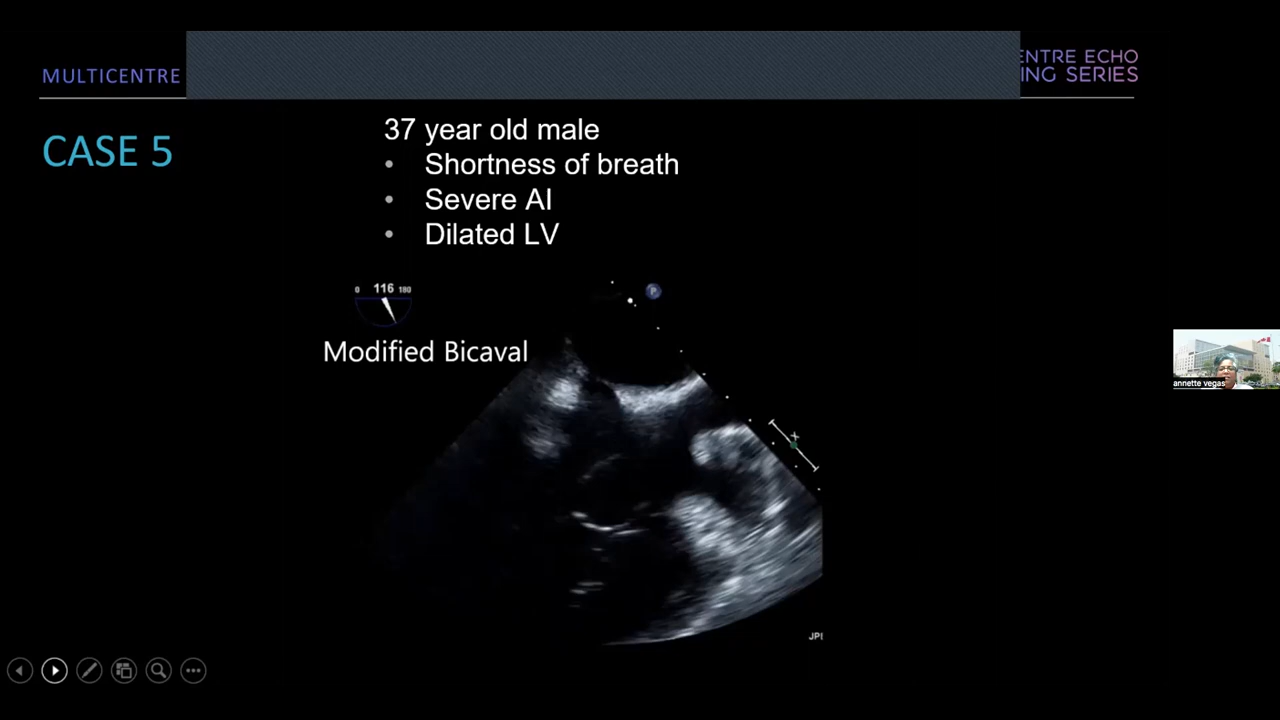 MULTICENTRE
ENTRE ECHO
ING SERIES
CASE 5
37 year old male
• Shortness of breath
• Severe AI
• Dilated LV
0 116 180
P
Modified Bicaval
annette vegas
JPI